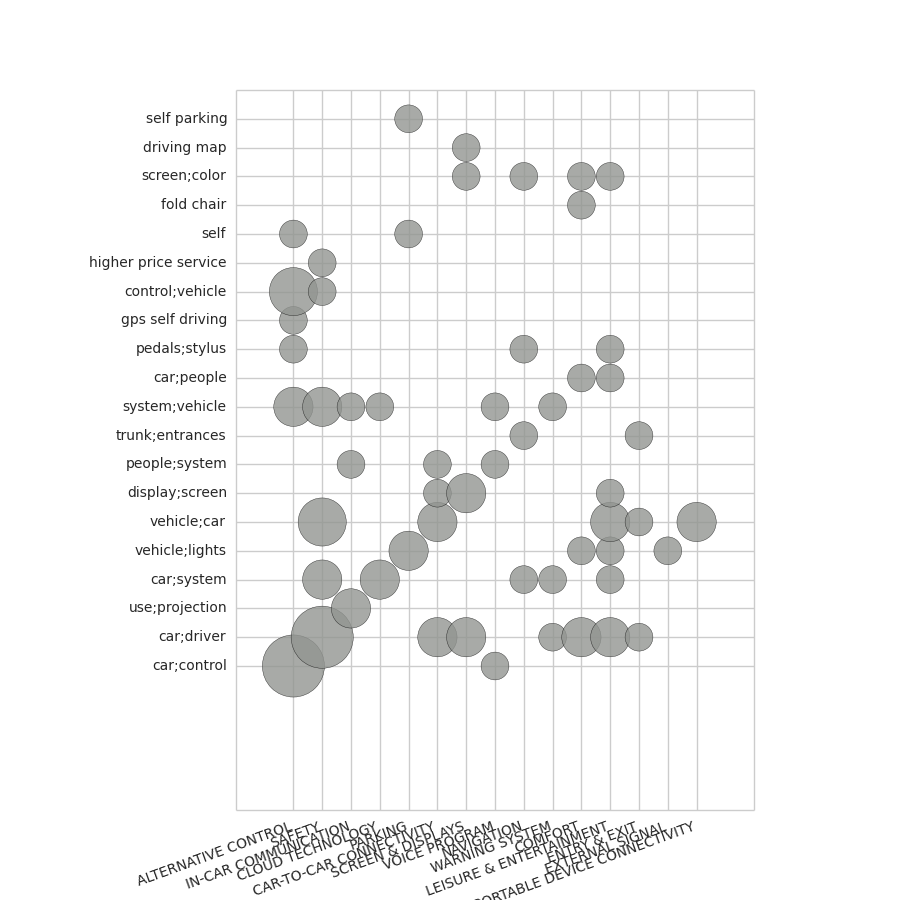 self parking
driving map
screen;color
fold chair
self
higher price service
control;vehicle
gps self driving
pedals;stylus
car;people
system;vehicle
trunk;entrances
people;system
display;screen
vehicle;car
vehicle;lights
car;system
use;projection
car;driver
car;control
ALTERNATIVE CONTROL
SAFETY
IN-CAR COMMUNICATION
CLOUD TECHNOLOGY
PARKING
CAR-TO-CAR CONNECTIVITY
SCREEN & DISPLAYS
VOICE PROGRAM
NAVIGATION
WARNING SYSTEM
COMFORT
LEISURE & ENTERTAINMENT
ENTRY & EXIT
EXTERNAL SIGNAL
PORTABLE DEVICE CONNECTIVITY